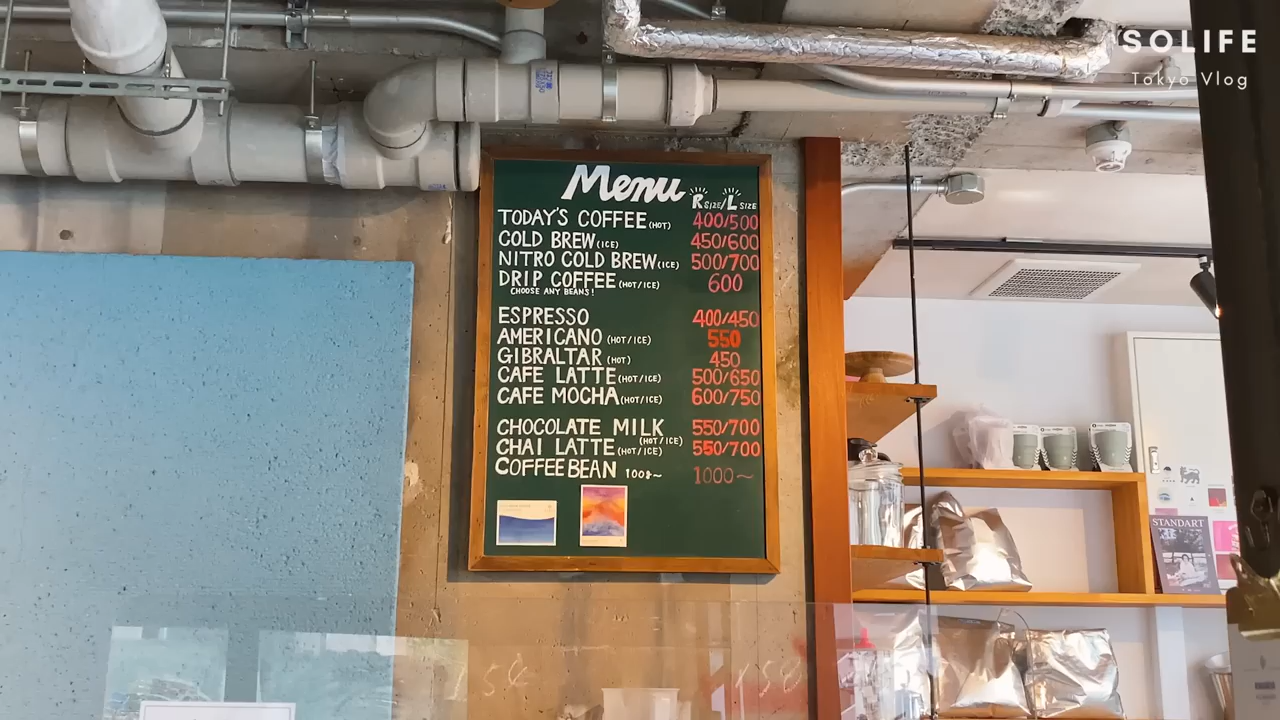 SOLIFE
Tokyo Vlog
Menu
R SIZE/L SIZE
TODAY'S COFFEE (HOT) 400/500
COLD BREW (ICE) 450/600
NITRO COLD BREW (ICE) 500/700
DRIP COFFEE (HOT/ICE) 600
CHOOSE ANY BEANS!
ESPRESSO 400/450
AMERICANO (HOT/ICE) 550
GIBRALTAR (HOT) 450
CAFE LATTE (HOT/ICE) 500/650
CAFE MOCHA (HOT/ICE) 600/750
CHOCOLATE MILK (HOT/ICE) 550/700
CHAI LATTE (HOT/ICE) 550/700
COFFEE BEAN 100g~ 1000~
STANDART